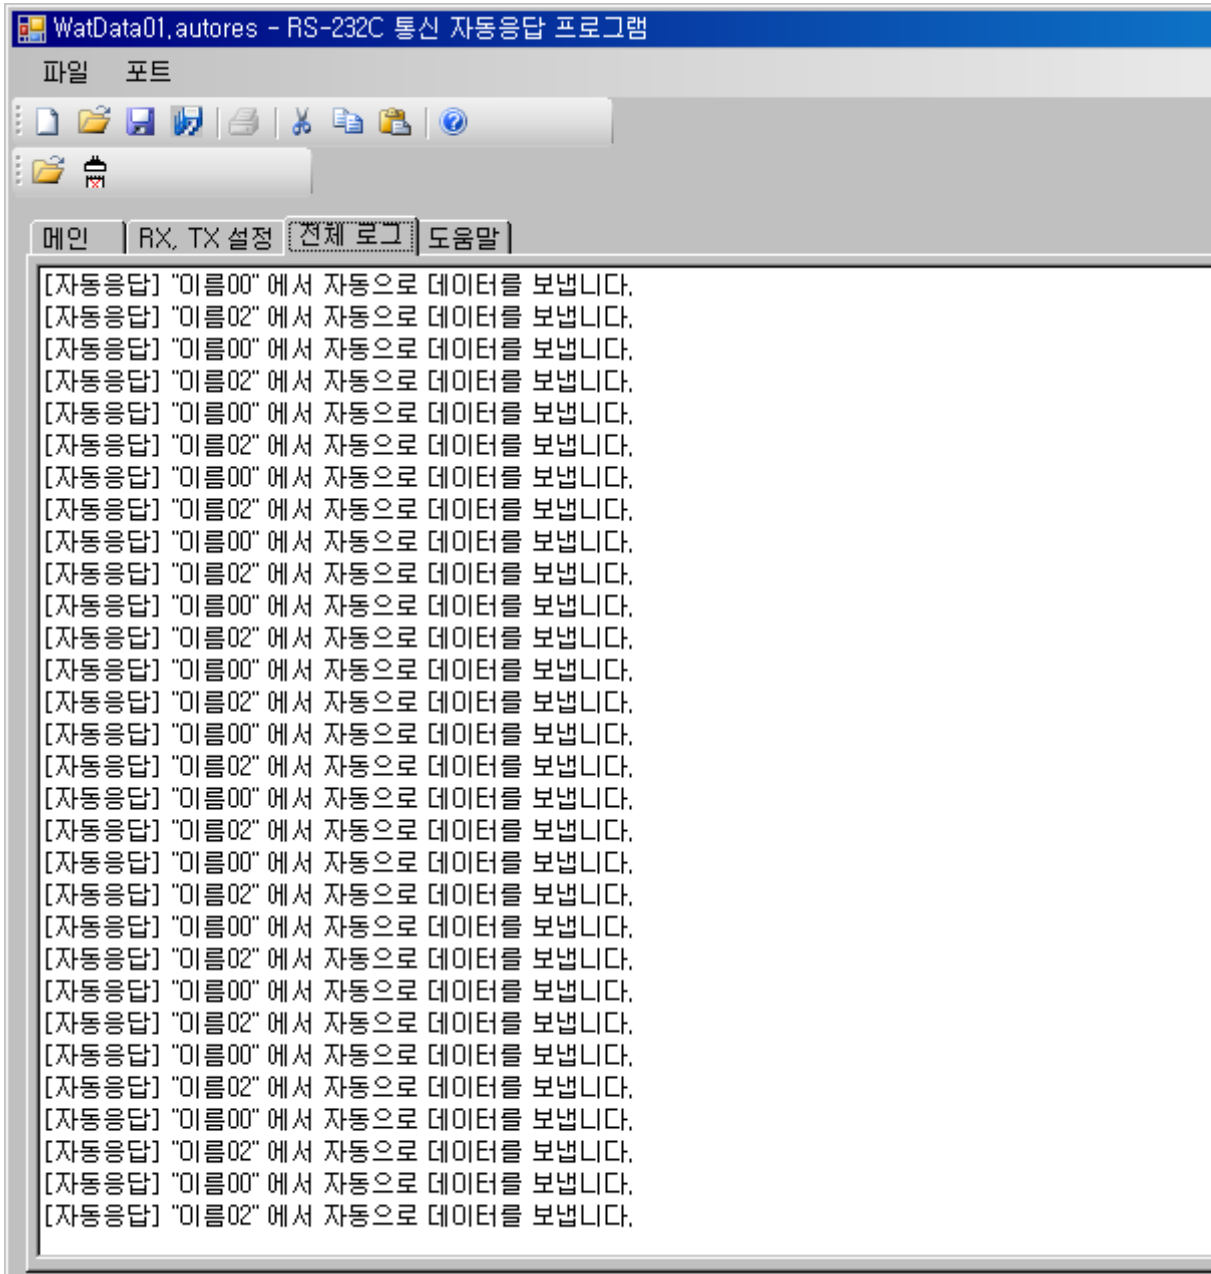 WatData01.autores - RS-232C 통신 자동응답 프로그램
파일 포트
메인 RX, TX 설정 전체 로그 도움말
[자동응답] "이름00" 에서 자동으로 데이터를 보냅니다.
[자동응답] "이름02" 에서 자동으로 데이터를 보냅니다.
[자동응답] "이름00" 에서 자동으로 데이터를 보냅니다.
[자동응답] "이름02" 에서 자동으로 데이터를 보냅니다.
[자동응답] "이름00" 에서 자동으로 데이터를 보냅니다.
[자동응답] "이름02" 에서 자동으로 데이터를 보냅니다.
[자동응답] "이름00" 에서 자동으로 데이터를 보냅니다.
[자동응답] "이름02" 에서 자동으로 데이터를 보냅니다.
[자동응답] "이름00" 에서 자동으로 데이터를 보냅니다.
[자동응답] "이름02" 에서 자동으로 데이터를 보냅니다.
[자동응답] "이름00" 에서 자동으로 데이터를 보냅니다.
[자동응답] "이름02" 에서 자동으로 데이터를 보냅니다.
[자동응답] "이름00" 에서 자동으로 데이터를 보냅니다.
[자동응답] "이름02" 에서 자동으로 데이터를 보냅니다.
[자동응답] "이름00" 에서 자동으로 데이터를 보냅니다.
[자동응답] "이름02" 에서 자동으로 데이터를 보냅니다.
[자동응답] "이름00" 에서 자동으로 데이터를 보냅니다.
[자동응답] "이름02" 에서 자동으로 데이터를 보냅니다.
[자동응답] "이름00" 에서 자동으로 데이터를 보냅니다.
[자동응답] "이름02" 에서 자동으로 데이터를 보냅니다.
[자동응답] "이름00" 에서 자동으로 데이터를 보냅니다.
[자동응답] "이름02" 에서 자동으로 데이터를 보냅니다.
[자동응답] "이름00" 에서 자동으로 데이터를 보냅니다.
[자동응답] "이름02" 에서 자동으로 데이터를 보냅니다.
[자동응답] "이름00" 에서 자동으로 데이터를 보냅니다.
[자동응답] "이름02" 에서 자동으로 데이터를 보냅니다.
[자동응답] "이름00" 에서 자동으로 데이터를 보냅니다.
[자동응답] "이름02" 에서 자동으로 데이터를 보냅니다.
[자동응답] "이름00" 에서 자동으로 데이터를 보냅니다.
[자동응답] "이름02" 에서 자동으로 데이터를 보냅니다.